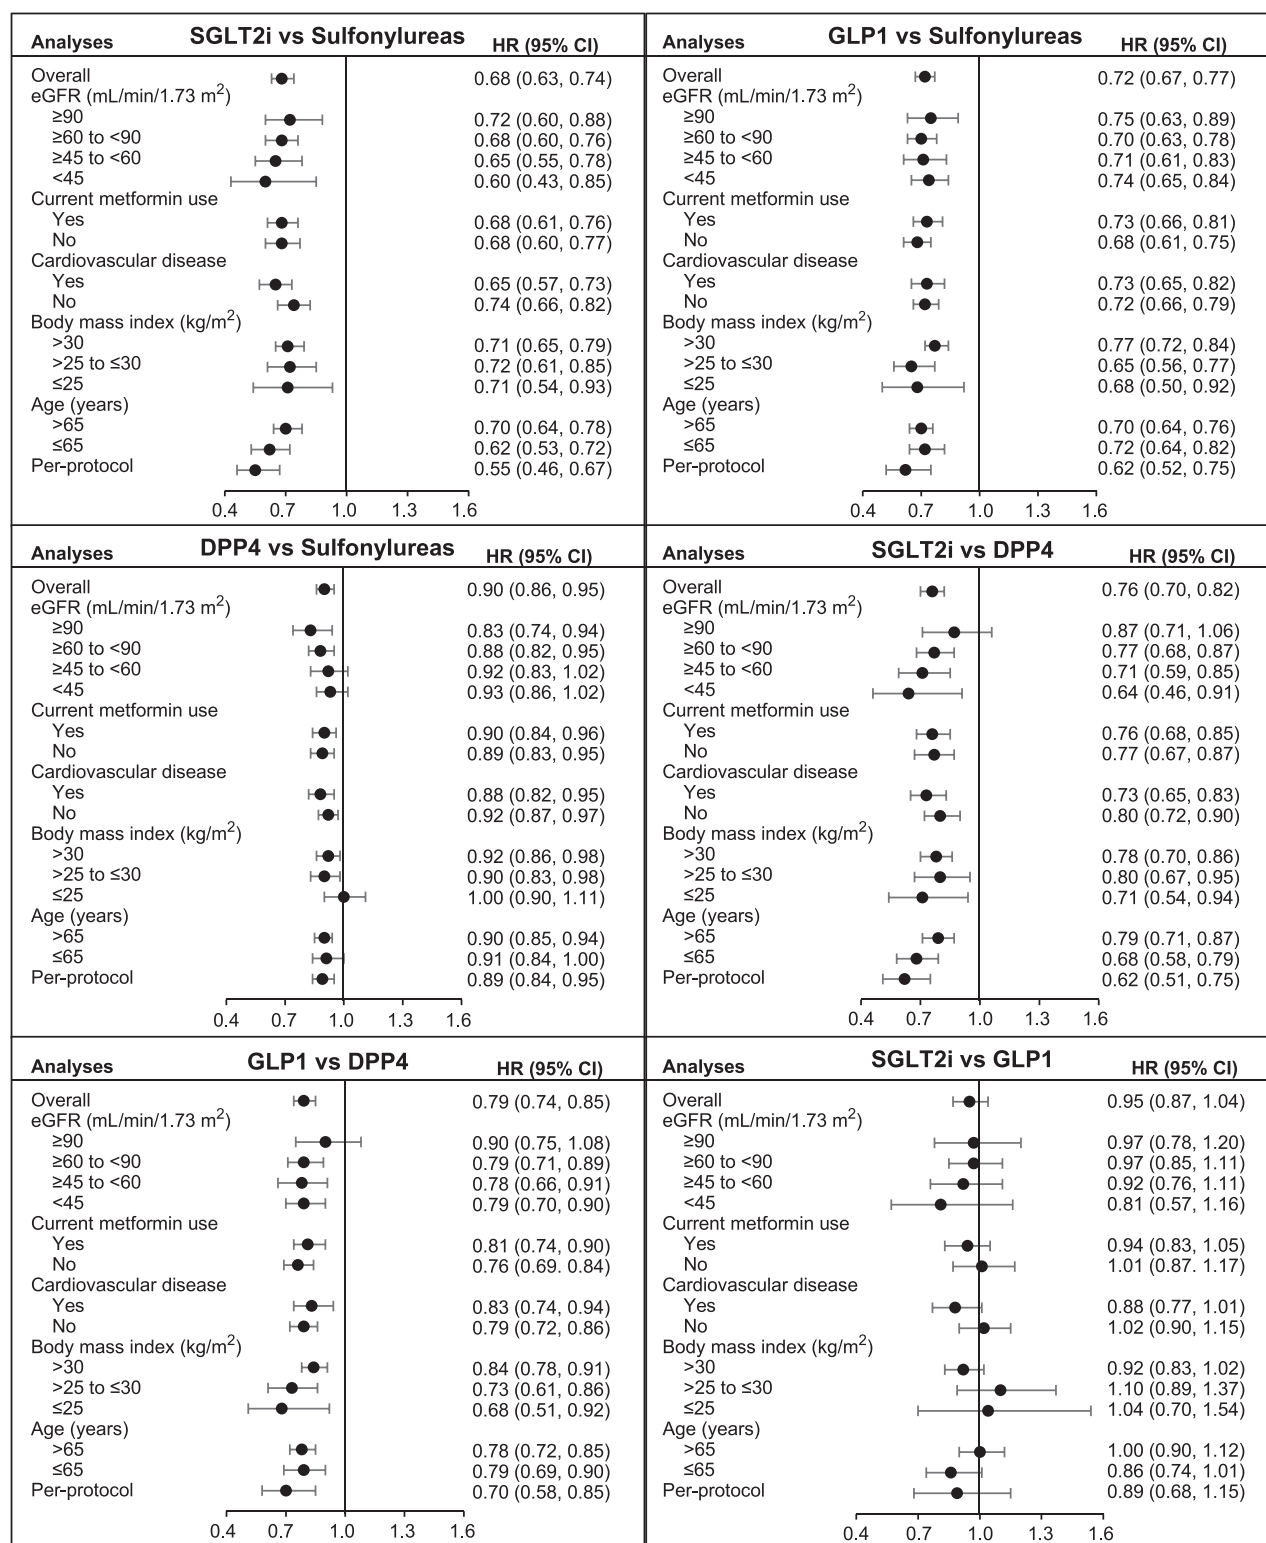 Analyses SGLT2i vs Sulfonylureas HR (95% CI)
Overall 0.68 (0.63, 0.74)
eGFR (mL/min/1.73 m²)
≥90 0.72 (0.60, 0.88)
≥60 to <90 0.68 (0.60, 0.76)
≥45 to <60 0.65 (0.55, 0.78)
<45 0.60 (0.43, 0.85)
Current metformin use
Yes 0.68 (0.61, 0.76)
No 0.68 (0.60, 0.77)
Cardiovascular disease
Yes 0.65 (0.57, 0.73)
No 0.74 (0.66, 0.82)
Body mass index (kg/m²)
>30 0.71 (0.65, 0.79)
>25 to ≤30 0.72 (0.61, 0.85)
≤25 0.71 (0.54, 0.93)
Age (years)
>65 0.70 (0.64, 0.78)
≤65 0.62 (0.53, 0.72)
Per-protocol 0.55 (0.46, 0.67)
0.4 0.7 1.0 1.3 1.6
Analyses GLP1 vs Sulfonylureas HR (95% CI)
Overall 0.72 (0.67, 0.77)
eGFR (mL/min/1.73 m²)
≥90 0.75 (0.63, 0.89)
≥60 to <90 0.70 (0.63, 0.78)
≥45 to <60 0.71 (0.61, 0.83)
<45 0.74 (0.65, 0.84)
Current metformin use
Yes 0.73 (0.66, 0.81)
No 0.68 (0.61, 0.75)
Cardiovascular disease
Yes 0.73 (0.65, 0.82)
No 0.72 (0.66, 0.79)
Body mass index (kg/m²)
>30 0.77 (0.72, 0.84)
>25 to ≤30 0.65 (0.56, 0.77)
≤25 0.68 (0.50, 0.92)
Age (years)
>65 0.70 (0.64, 0.76)
≤65 0.72 (0.64, 0.82)
Per-protocol 0.62 (0.52, 0.75)
0.4 0.7 1.0 1.3 1.6
Analyses DPP4 vs Sulfonylureas HR (95% CI)
Overall 0.90 (0.86, 0.95)
eGFR (mL/min/1.73 m²)
≥90 0.83 (0.74, 0.94)
≥60 to <90 0.88 (0.82, 0.95)
≥45 to <60 0.92 (0.83, 1.02)
<45 0.93 (0.86, 1.02)
Current metformin use
Yes 0.90 (0.84, 0.96)
No 0.89 (0.83, 0.95)
Cardiovascular disease
Yes 0.88 (0.82, 0.95)
No 0.92 (0.87, 0.97)
Body mass index (kg/m²)
>30 0.92 (0.86, 0.98)
>25 to ≤30 0.90 (0.83, 0.98)
≤25 1.00 (0.90, 1.11)
Age (years)
>65 0.90 (0.85, 0.94)
≤65 0.91 (0.84, 1.00)
Per-protocol 0.89 (0.84, 0.95)
0.4 0.7 1.0 1.3 1.6
Analyses SGLT2i vs DPP4 HR (95% CI)
Overall 0.76 (0.70, 0.82)
eGFR (mL/min/1.73 m²)
≥90 0.87 (0.71, 1.06)
≥60 to <90 0.77 (0.68, 0.87)
≥45 to <60 0.71 (0.59, 0.85)
<45 0.64 (0.46, 0.91)
Current metformin use
Yes 0.76 (0.68, 0.85)
No 0.77 (0.67, 0.87)
Cardiovascular disease
Yes 0.73 (0.65, 0.83)
No 0.80 (0.72, 0.90)
Body mass index (kg/m²)
>30 0.78 (0.70, 0.86)
>25 to ≤30 0.80 (0.67, 0.95)
≤25 0.71 (0.54, 0.94)
Age (years)
>65 0.79 (0.71, 0.87)
≤65 0.68 (0.58, 0.79)
Per-protocol 0.62 (0.51, 0.75)
0.4 0.7 1.0 1.3 1.6
Analyses GLP1 vs DPP4 HR (95% CI)
Overall 0.79 (0.74, 0.85)
eGFR (mL/min/1.73 m²)
≥90 0.90 (0.75, 1.08)
≥60 to <90 0.79 (0.71, 0.89)
≥45 to <60 0.78 (0.66, 0.91)
<45 0.79 (0.70, 0.90)
Current metformin use
Yes 0.81 (0.74, 0.90)
No 0.76 (0.69. 0.84)
Cardiovascular disease
Yes 0.83 (0.74, 0.94)
No 0.79 (0.72, 0.86)
Body mass index (kg/m²)
>30 0.84 (0.78, 0.91)
>25 to ≤30 0.73 (0.61, 0.86)
≤25 0.68 (0.51, 0.92)
Age (years)
>65 0.78 (0.72, 0.85)
≤65 0.79 (0.69, 0.90)
Per-protocol 0.70 (0.58, 0.85)
0.4 0.7 1.0 1.3 1.6
Analyses SGLT2i vs GLP1 HR (95% CI)
Overall 0.95 (0.87, 1.04)
eGFR (mL/min/1.73 m²)
≥90 0.97 (0.78, 1.20)
≥60 to <90 0.97 (0.85, 1.11)
≥45 to <60 0.92 (0.76, 1.11)
<45 0.81 (0.57, 1.16)
Current metformin use
Yes 0.94 (0.83, 1.05)
No 1.01 (0.87. 1.17)
Cardiovascular disease
Yes 0.88 (0.77, 1.01)
No 1.02 (0.90, 1.15)
Body mass index (kg/m²)
>30 0.92 (0.83, 1.02)
>25 to ≤30 1.10 (0.89, 1.37)
≤25 1.04 (0.70, 1.54)
Age (years)
>65 1.00 (0.90, 1.12)
≤65 0.86 (0.74, 1.01)
Per-protocol 0.89 (0.68, 1.15)
0.4 0.7 1.0 1.3 1.6